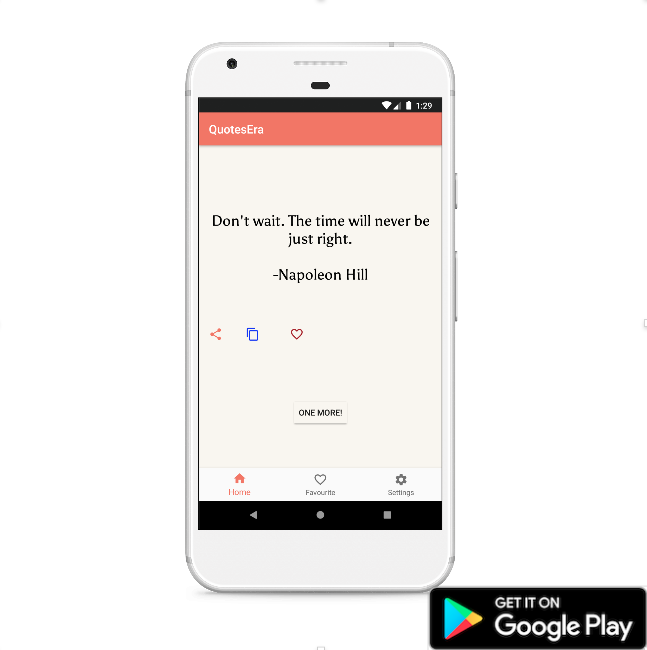 1:29
QuotesEra
Don't wait. The time will never be
just right.
-Napoleon Hill
ONE MORE!
Home
Favourite
Settings
GET IT ON
Google Play